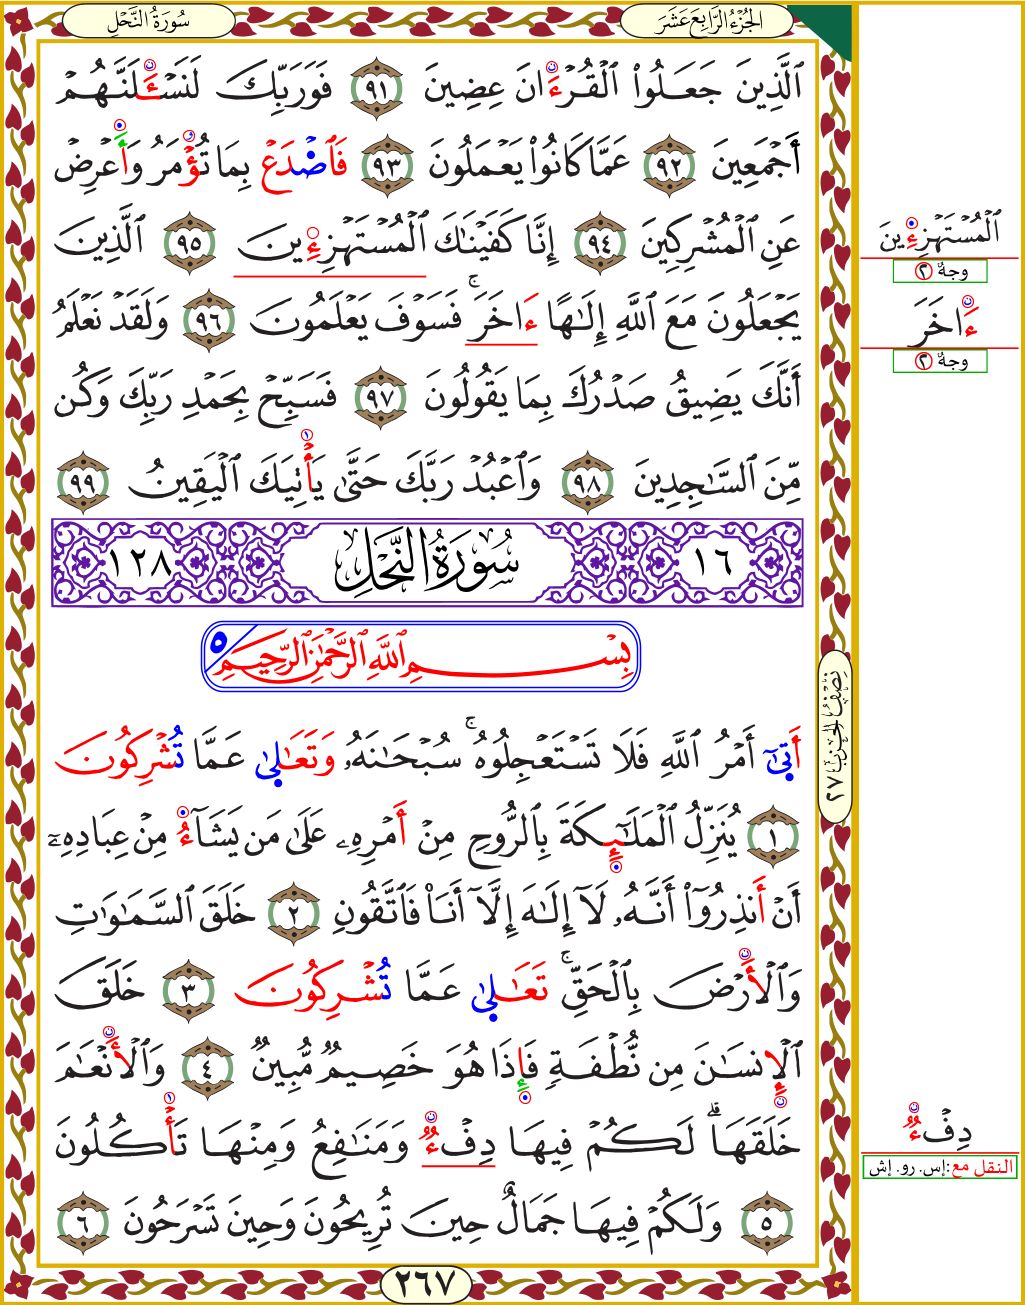 سُورَةُ النَّحْلِ
الجُزْءُ الرَّابِعَ عَشَرَ
ٱلَّذِينَ جَعَلُوا۟ ٱلْقُرْءَانَ عِضِينَ ٩١ فَوَرَبِّكَ لَنَسْـَٔلَنَّهُمْ
أَجْمَعِينَ ٩٢ عَمَّا كَانُوا۟ يَعْمَلُونَ ٩٣ فَٱصْدَعْ بِمَا تُؤْمَرُ وَأَعْرِضْ
عَنِ ٱلْمُشْرِكِينَ ٩٤ إِنَّا كَفَيْنَـٰكَ ٱلْمُسْتَهْزِءِينَ ٩٥ ٱلَّذِينَ
يَجْعَلُونَ مَعَ ٱللَّهِ إِلَـٰهًا ءَاخَرَ ۚ فَسَوْفَ يَعْلَمُونَ ٩٦ وَلَقَدْ نَعْلَمُ
أَنَّكَ يَضِيقُ صَدْرُكَ بِمَا يَقُولُونَ ٩٧ فَسَبِّحْ بِحَمْدِ رَبِّكَ وَكُن
مِّنَ ٱلسَّـٰجِدِينَ ٩٨ وَٱعْبُدْ رَبَّكَ حَتَّىٰ يَأْتِيَكَ ٱلْيَقِينُ ٩٩
١٦ سُورَةُ النَّحْلِ ١٢٨
بِسْمِ ٱللَّهِ ٱلرَّحْمَـٰنِ ٱلرَّحِيمِ ٥
أَتَىٰٓ أَمْرُ ٱللَّهِ فَلَا تَسْتَعْجِلُوهُ ۚ سُبْحَـٰنَهُۥ وَتَعَـٰلَىٰ عَمَّا تُشْرِكُونَ
١ يُنَزِّلُ ٱلْمَلَـٰٓئِكَةَ بِٱلرُّوحِ مِنْ أَمْرِهِۦ عَلَىٰ مَن يَشَآءُ مِنْ عِبَادِهِۦٓ
أَنْ أَنذِرُوٓا۟ أَنَّهُۥ لَآ إِلَـٰهَ إِلَّآ أَنَا۠ فَٱتَّقُونِ ٢ خَلَقَ ٱلسَّمَـٰوَٰتِ
وَٱلْأَرْضَ بِٱلْحَقِّ ۚ تَعَـٰلَىٰ عَمَّا تُشْرِكُونَ ٣ خَلَقَ
ٱلْإِنسَـٰنَ مِن نُّطْفَةٍ فَإِذَا هُوَ خَصِيمٌ مُّبِينٌ ٤ وَٱلْأَنْعَـٰمَ
خَلَقَهَا ۗ لَكُمْ فِيهَا دِفْءٌ وَمَنَـٰفِعُ وَمِنْهَا تَأْكُلُونَ
٥ وَلَكُمْ فِيهَا جَمَالٌ حِينَ تُرِيحُونَ وَحِينَ تَسْرَحُونَ ٦
٢٦٧
ٱلْمُسْتَهْزِءِينَ
وجهٌ ٢
ءَاخَرَ
وجهٌ ٢
نِصْفُ الحِزْبِ ٢٧
دِفْءٌ
النقل مع: إس. رو. إش